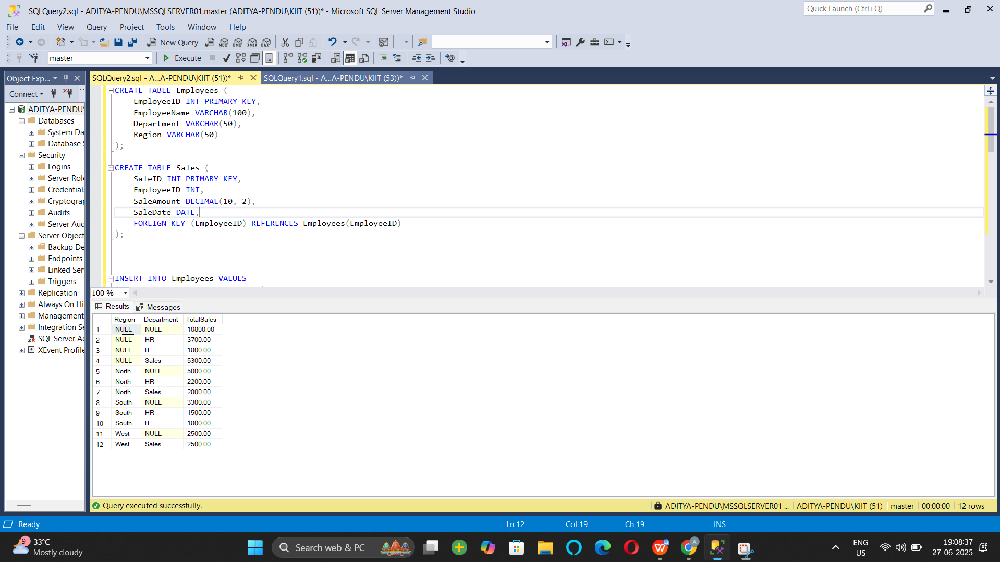 SQLQuery2.sql - ADITYA-PENDU\MSSQLSERVER01.master (ADITYA-PENDU\KIIT (51))* - Microsoft SQL Server Management Studio
Quick Launch (Ctrl+Q)
File Edit View Query Project Tools Window Help
New Query
MDX DMX XMLA DAX
master
Execute
Object Exp...
SQLQuery2.sql - A...A-PENDU\KIIT (51))*
SQLQuery1.sql - A...A-PENDU\KIIT (53))*
Connect
ADITYA-PENDU\
Databases
System Da
Database
Security
Logins
Server Rol
Credential
Cryptogra
Audits
Server Aud
Server Object
Backup De
Endpoints
Linked Ser
Triggers
Replication
Always On Hi
Management
Integration Se
SQL Server Ag
XEvent Profile
CREATE TABLE Employees (
EmployeeID INT PRIMARY KEY,
EmployeeName VARCHAR(100),
Department VARCHAR(50),
Region VARCHAR(50)
);
CREATE TABLE Sales (
SaleID INT PRIMARY KEY,
EmployeeID INT,
SaleAmount DECIMAL(10, 2),
SaleDate DATE,
FOREIGN KEY (EmployeeID) REFERENCES Employees(EmployeeID)
);
INSERT INTO Employees VALUES
100 %
Results Messages
Region Department TotalSales
1 NULL NULL 10800.00
2 NULL HR 3700.00
3 NULL IT 1800.00
4 NULL Sales 5300.00
5 North NULL 5000.00
6 North HR 2200.00
7 North Sales 2800.00
8 South NULL 3300.00
9 South HR 1500.00
10 South IT 1800.00
11 West NULL 2500.00
12 West Sales 2500.00
Query executed successfully.
ADITYA-PENDU\MSSQLSERVER01 ... ADITYA-PENDU\KIIT (51) master 00:00:00 12 rows
Ready
Ln 12 Col 19 Ch 19 INS
9+
33°C
Mostly cloudy
Search web & PC
ENG
US
19:08:37
27-06-2025